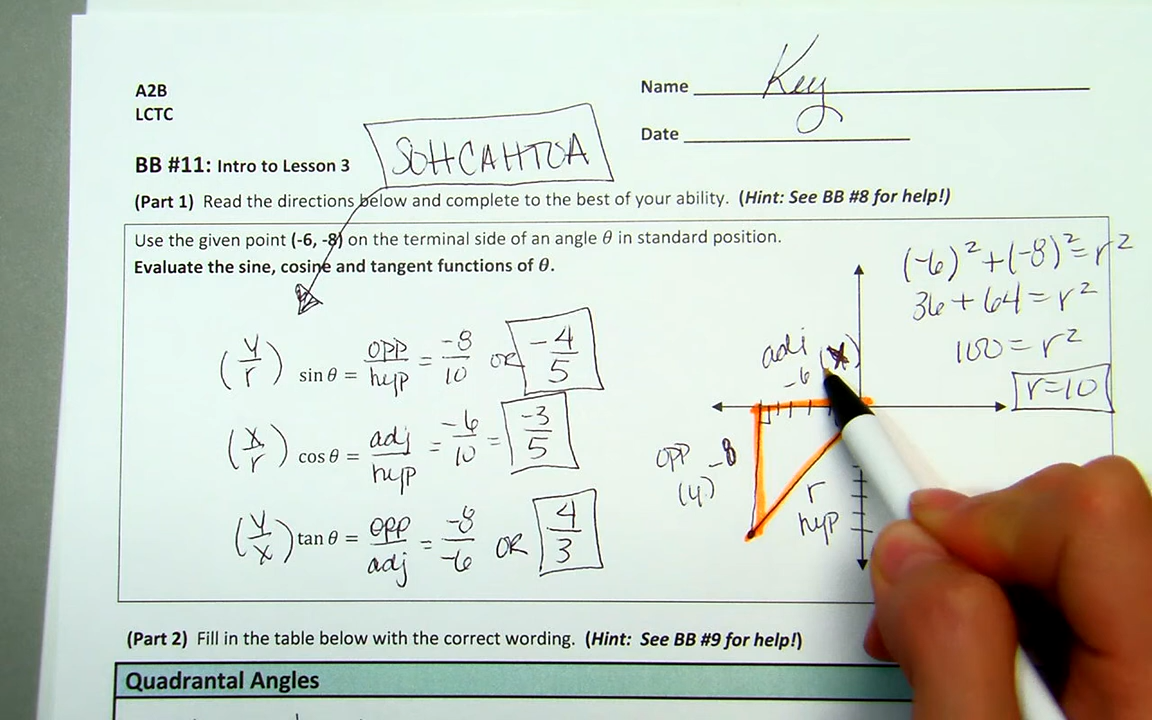 A2B
LCTC
Name Key
Date
BB #11: Intro to Lesson 3
SOHCAHTOA
(Part 1) Read the directions below and complete to the best of your ability. (Hint: See BB #8 for help!)
Use the given point (-6, -8) on the terminal side of an angle θ in standard position.
Evaluate the sine, cosine and tangent functions of θ.
(y/r) sin θ = opp/hyp = -8/10 OR -4/5
(x/r) cos θ = adj/hyp = -6/10 = -3/5
(y/x) tan θ = opp/adj = -8/-6 OR 4/3
(-6)²+(-8)²=r²
36+64=r²
100=r²
r=10
adj (x)
-6
opp -8
(y)
r
hyp
(Part 2) Fill in the table below with the correct wording. (Hint: See BB #9 for help!)
Quadrantal Angles